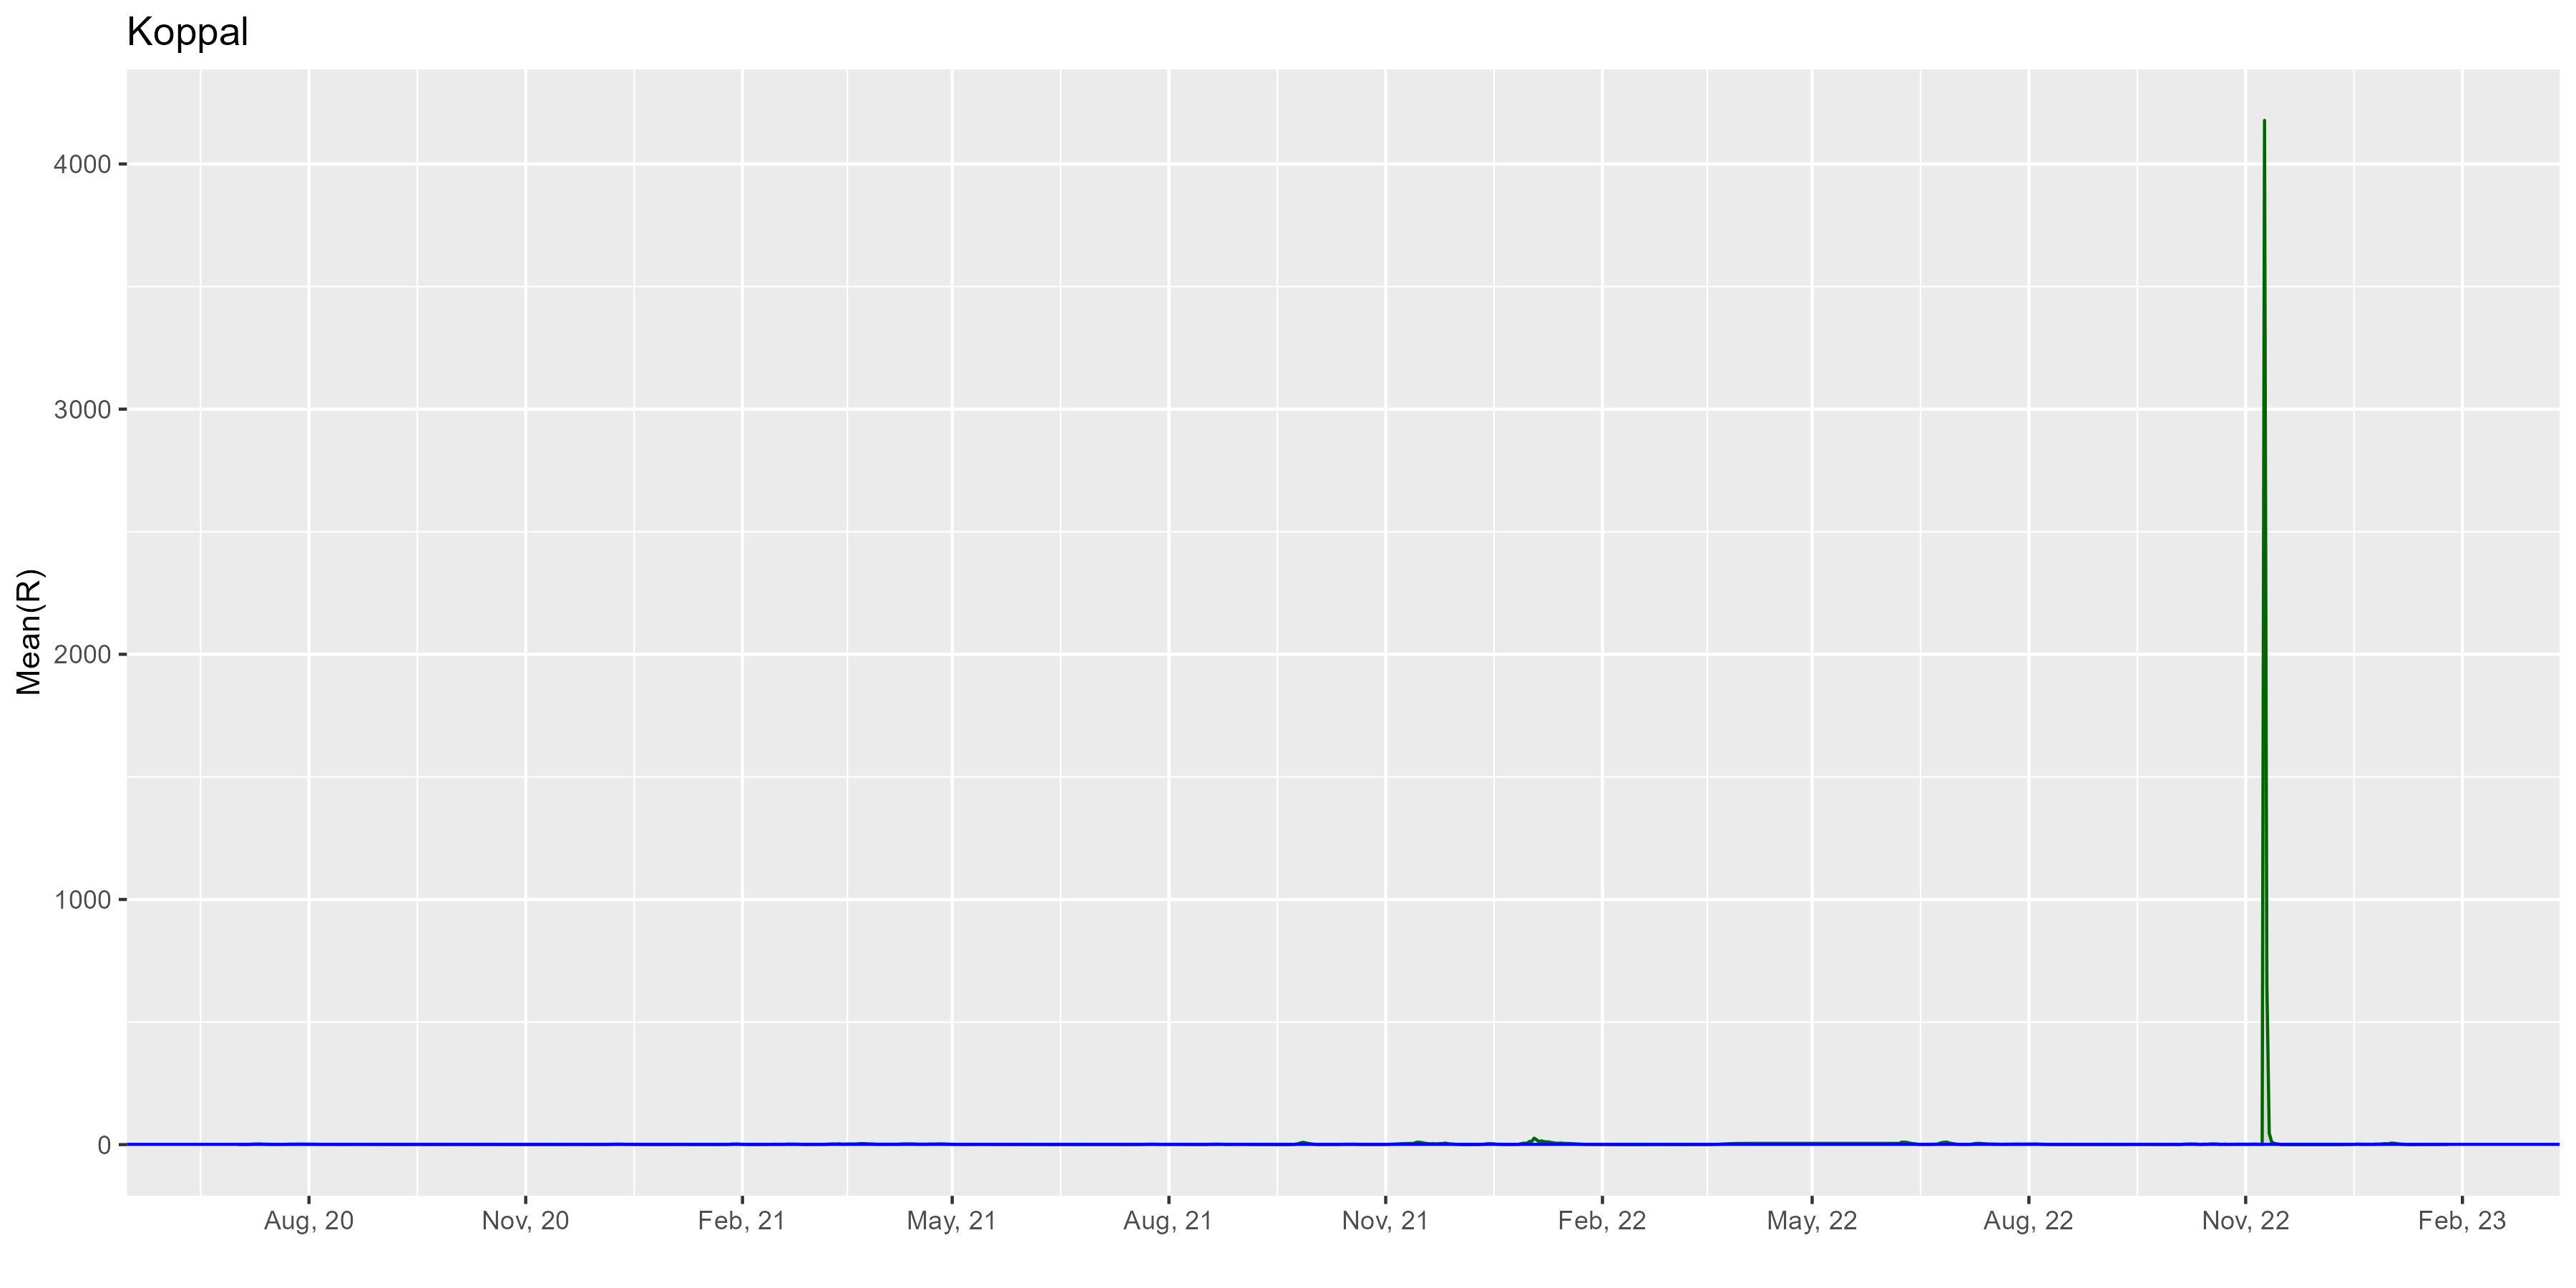 Koppal
Mean(R)
4000
3000
2000
1000
0
Aug, 20
Nov, 20
Feb, 21
May, 21
Aug, 21
Nov, 21
Feb, 22
May, 22
Aug, 22
Nov, 22
Feb, 23